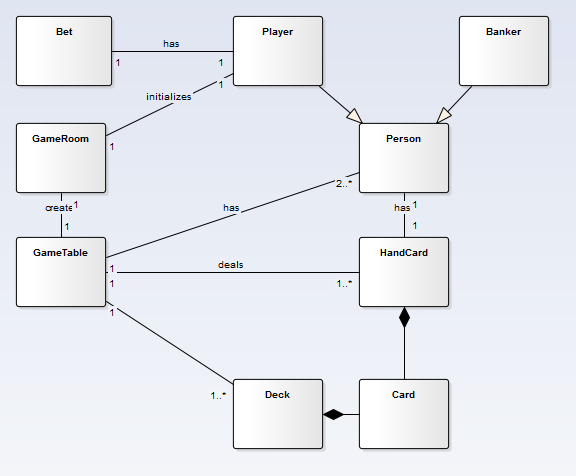 Bet
Player
Banker
has
1
1
initializes
1
1
GameRoom
Person
create
1
1
has
2..*
1
has
1
1
GameTable
HandCard
deals
1
1..*
1
1..*
Deck
Card